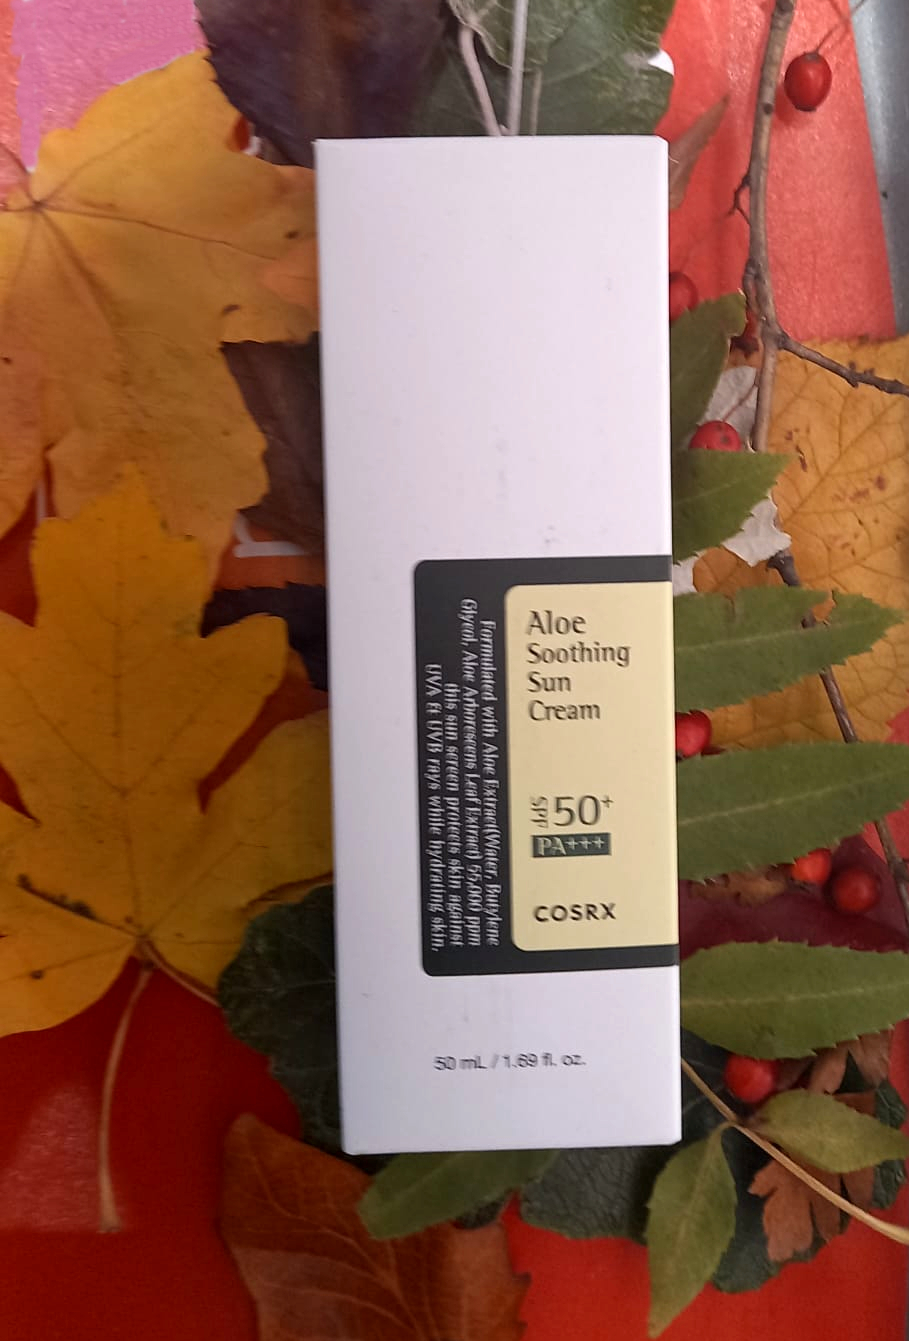 Aloe
Soothing
Sun
Cream
SPF 50+
PA+++
COSRX
Formulated with Aloe Extract(Water, Butylene
Glycol, Aloe Arborescens Leaf Extract) 55,000 ppm
this sun screen protects skin against
UVA & UVB rays while hydrating skin.
50 mL / 1.69 fl. oz.